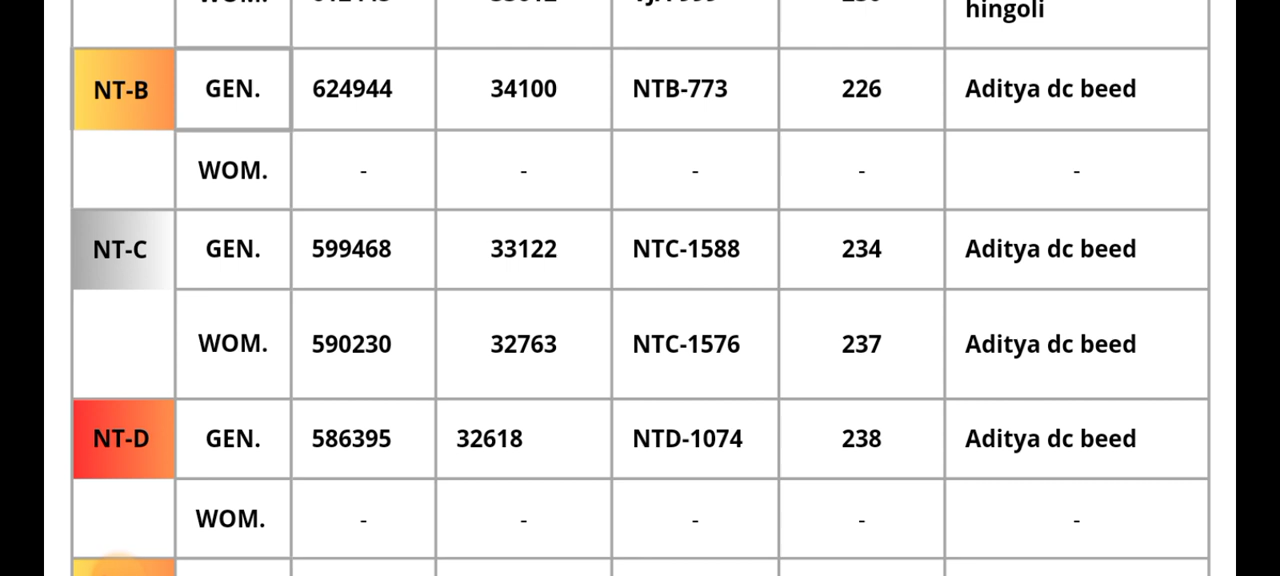 hingoli
NT-B GEN. 624944 34100 NTB-773 226 Aditya dc beed
WOM. - - - - -
NT-C GEN. 599468 33122 NTC-1588 234 Aditya dc beed
WOM. 590230 32763 NTC-1576 237 Aditya dc beed
NT-D GEN. 586395 32618 NTD-1074 238 Aditya dc beed
WOM. - - - - -